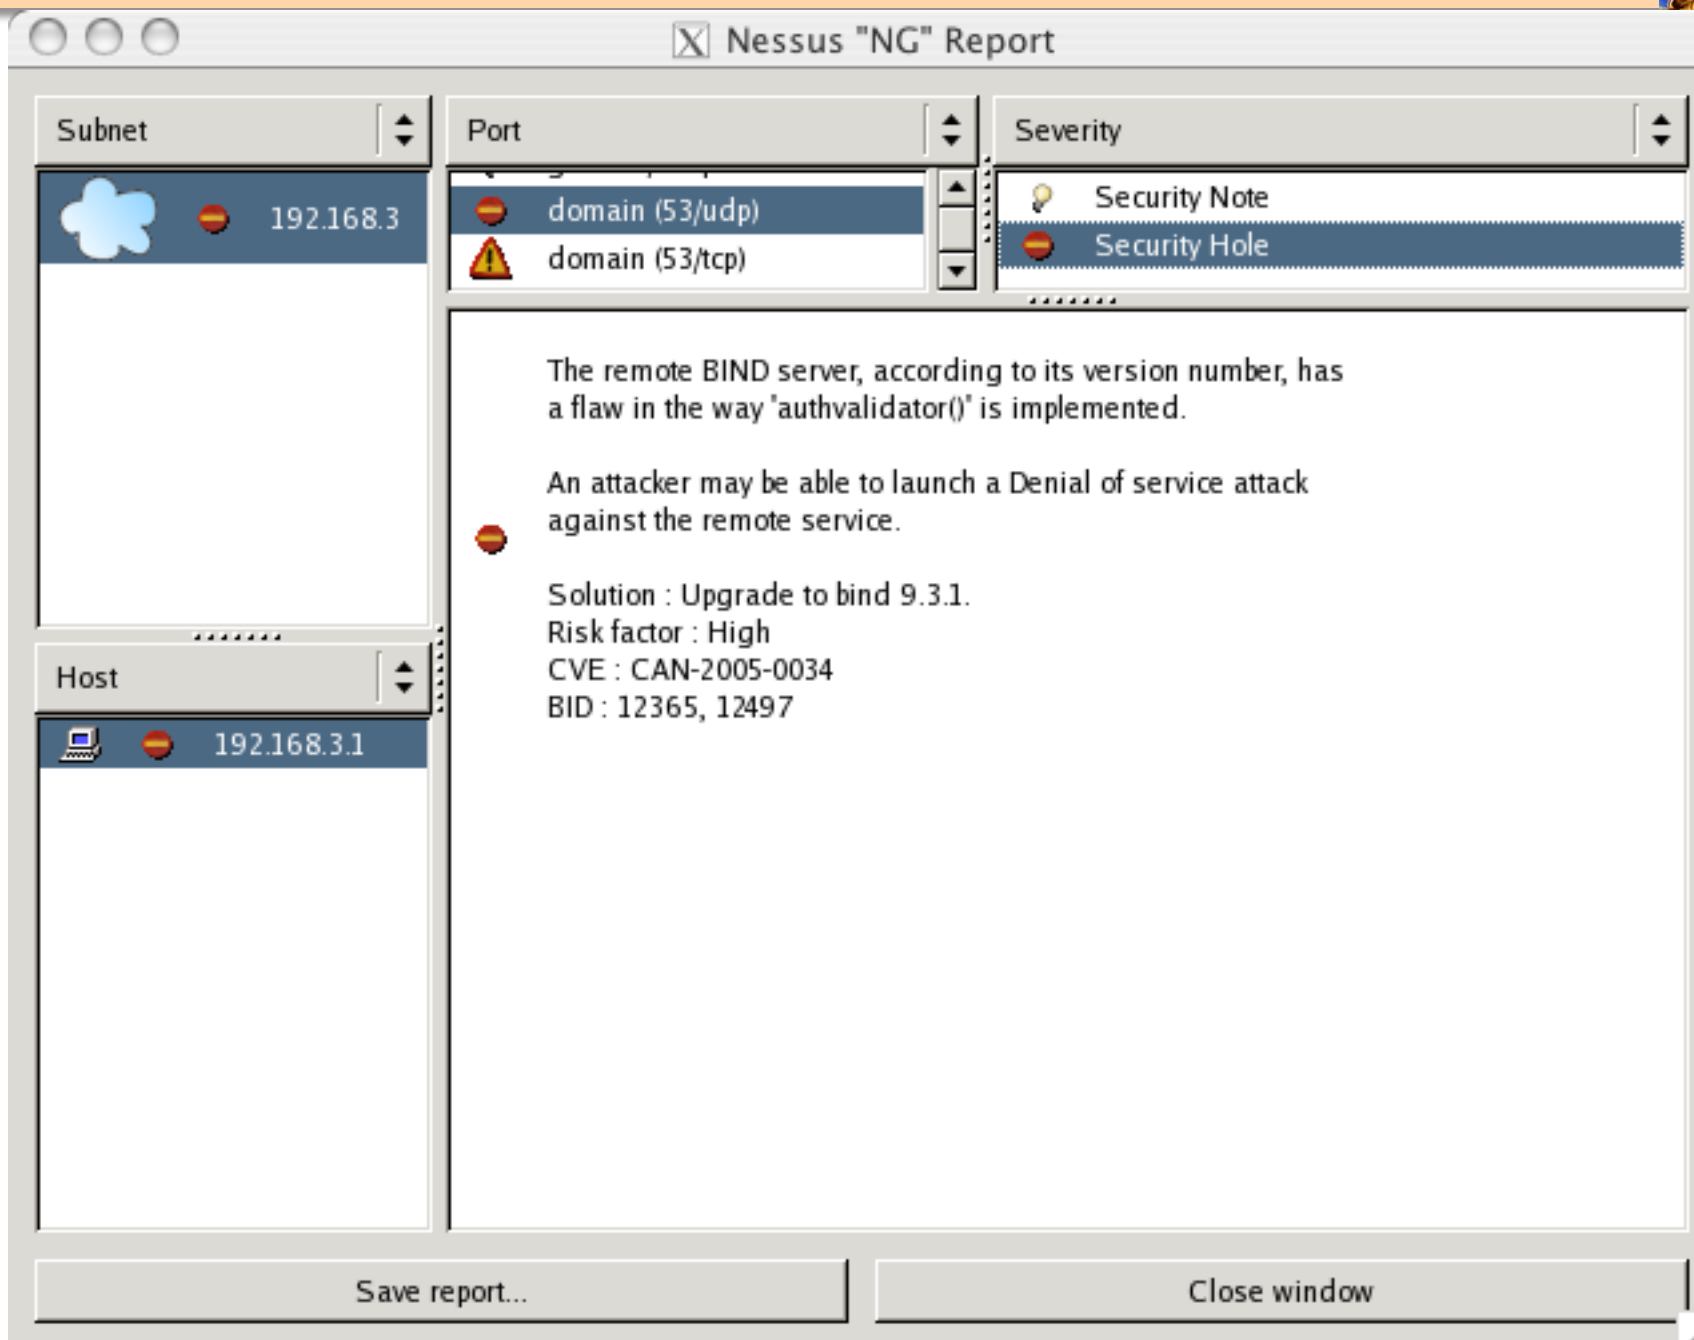 Nessus "NG" Report
Subnet
Port
Severity
192.168.3
domain (53/udp)
domain (53/tcp)
Security Note
Security Hole
The remote BIND server, according to its version number, has
a flaw in the way 'authvalidator()' is implemented.
An attacker may be able to launch a Denial of service attack
against the remote service.
Solution : Upgrade to bind 9.3.1.
Risk factor : High
CVE : CAN-2005-0034
BID : 12365, 12497
Host
192.168.3.1
Save report...
Close window